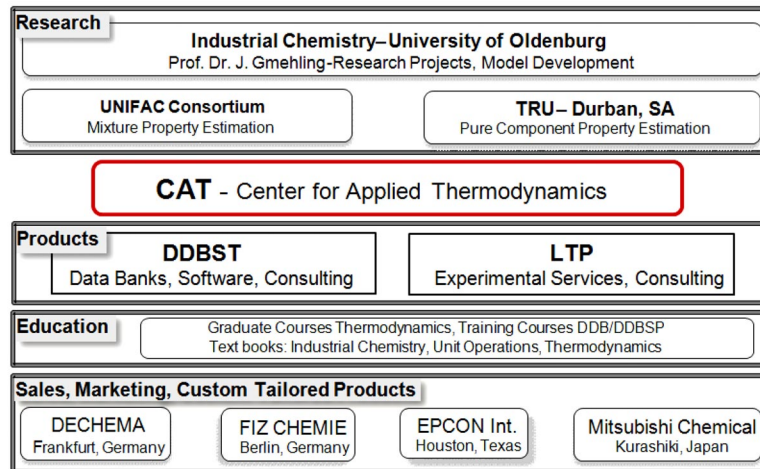 Research
Industrial Chemistry–University of Oldenburg
Prof. Dr. J. Gmehling-Research Projects, Model Development
UNIFAC Consortium
Mixture Property Estimation
TRU– Durban, SA
Pure Component Property Estimation
CAT - Center for Applied Thermodynamics
Products
DDBST
Data Banks, Software, Consulting
LTP
Experimental Services, Consulting
Education
Graduate Courses Thermodynamics, Training Courses DDB/DDBSP
Text books: Industrial Chemistry, Unit Operations, Thermodynamics
Sales, Marketing, Custom Tailored Products
DECHEMA
Frankfurt, Germany
FIZ CHEMIE
Berlin, Germany
EPCON Int.
Houston, Texas
Mitsubishi Chemical
Kurashiki, Japan